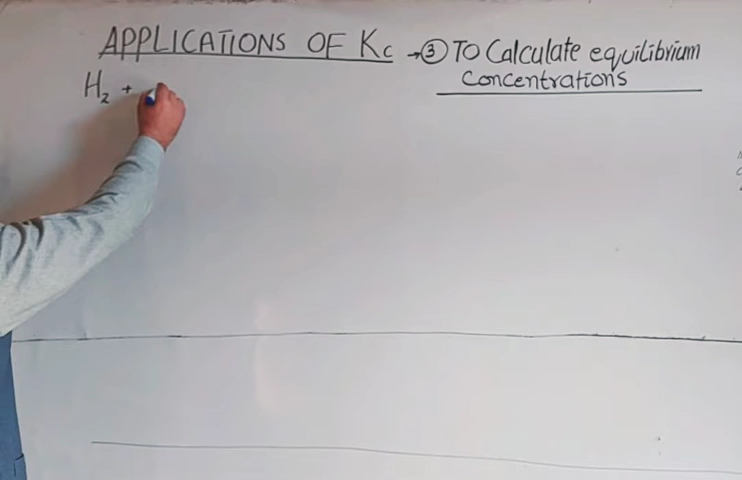 APPLICATIONS OF Kc → ③ To Calculate equilibrium
Concentrations
H₂ +